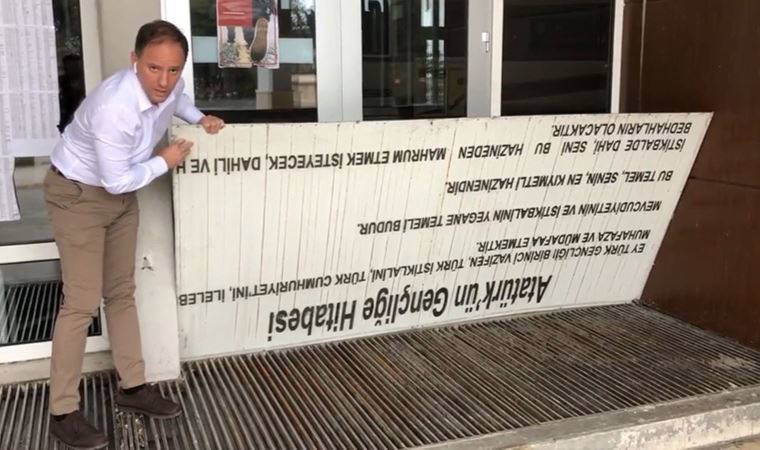 Atatürk'ün Gençliğe Hitabesi
EY TÜRK GENÇLİĞİ BİRİNCİ VAZİFEN, TÜRK İSTİKLALİNİ, TÜRK CUMHURİYETİNİ, İLELEB
MUHAFAZA VE MÜDAFAA ETMEKTİR.
MEVCUDİYETİNİN VE İSTİKBALİNİN YEGANE TEMELİ BUDUR.
BU TEMEL, SENİN, EN KIYMETLİ HAZİNENDİR.
İSTİKBALDE DAHİ, SENİ BU HAZİNEDEN MAHRUM ETMEK İSTEYECEK, DAHİLİ VE H
BEDHAHLARIN OLACAKTIR.